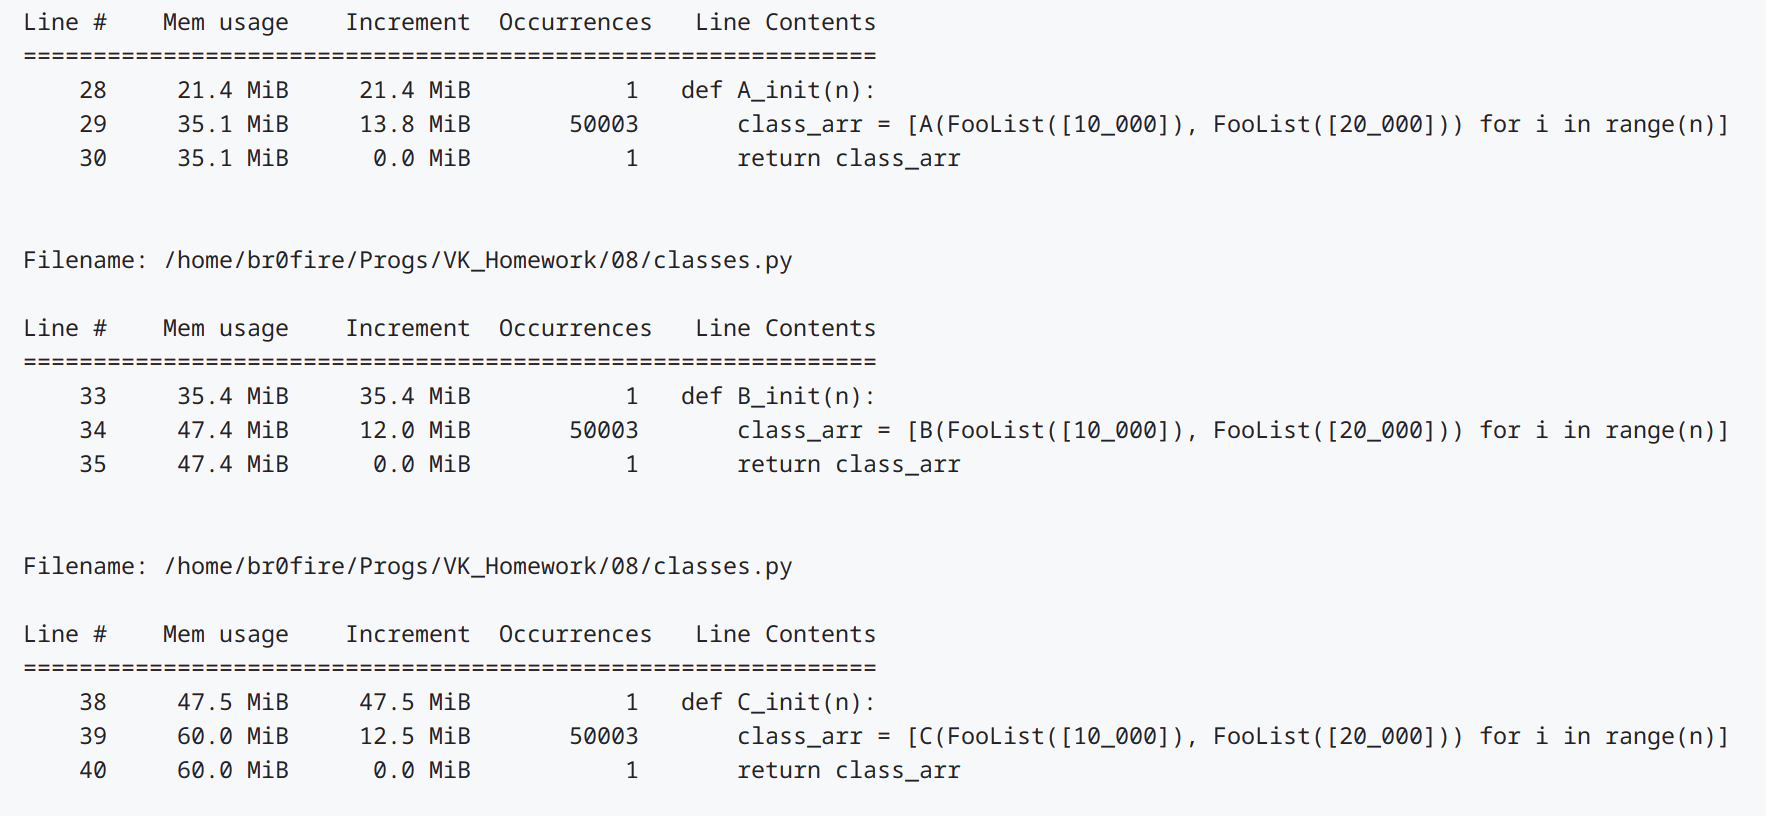 Line #    Mem usage    Increment  Occurrences   Line Contents
=============================================================
    28     21.4 MiB     21.4 MiB           1   def A_init(n):
    29     35.1 MiB     13.8 MiB       50003       class_arr = [A(FooList([10_000]), FooList([20_000])) for i in range(n)]
    30     35.1 MiB      0.0 MiB           1       return class_arr
Filename: /home/br0fire/Progs/VK_Homework/08/classes.py
Line #    Mem usage    Increment  Occurrences   Line Contents
=============================================================
    33     35.4 MiB     35.4 MiB           1   def B_init(n):
    34     47.4 MiB     12.0 MiB       50003       class_arr = [B(FooList([10_000]), FooList([20_000])) for i in range(n)]
    35     47.4 MiB      0.0 MiB           1       return class_arr
Filename: /home/br0fire/Progs/VK_Homework/08/classes.py
Line #    Mem usage    Increment  Occurrences   Line Contents
=============================================================
    38     47.5 MiB     47.5 MiB           1   def C_init(n):
    39     60.0 MiB     12.5 MiB       50003       class_arr = [C(FooList([10_000]), FooList([20_000])) for i in range(n)]
    40     60.0 MiB      0.0 MiB           1       return class_arr